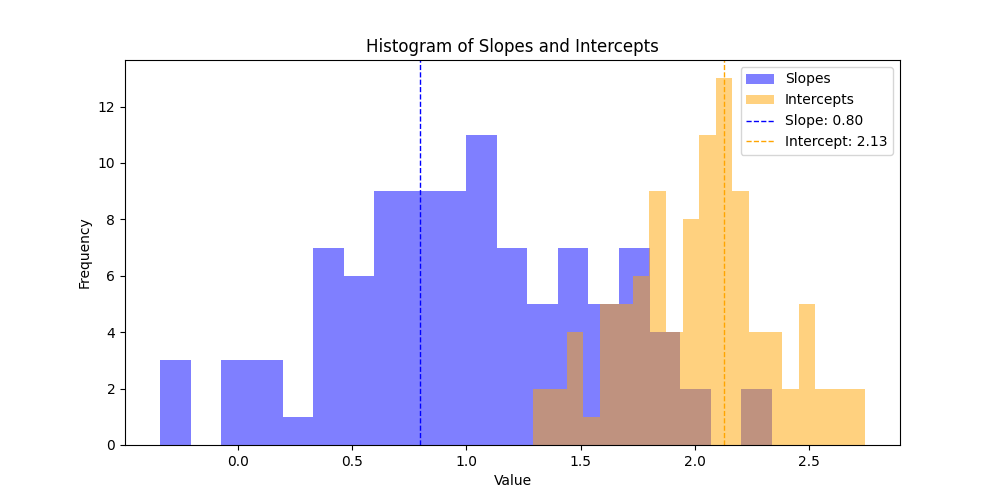 Histogram of Slopes and Intercepts
Slopes
Intercepts
Slope: 0.80
Intercept: 2.13
Frequency
12
10
8
6
4
2
0
0.0 0.5 1.0 1.5 2.0 2.5
Value